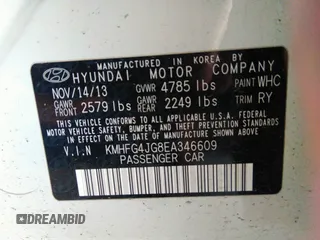 MANUFACTURED IN KOREA BY
HYUNDAI MOTOR COMPANY
NOV/14/13 GVWR 4785 lbs PAINT WHC
GAWR FRT 2579 lbs GAWR RR 2249 lbs TRIM RY
THIS VEHICLE CONFORMS TO ALL APPLICABLE U.S.
FEDERAL MOTOR VEHICLE SAFETY, BUMPER, AND THEFT
PREVENTION STANDARDS IN EFFECT ON THE DATE OF
MANUFACTURE SHOWN ABOVE.
V.I.N KMHFG4JG8EA346609
PASSENGER CAR
DREAMBID